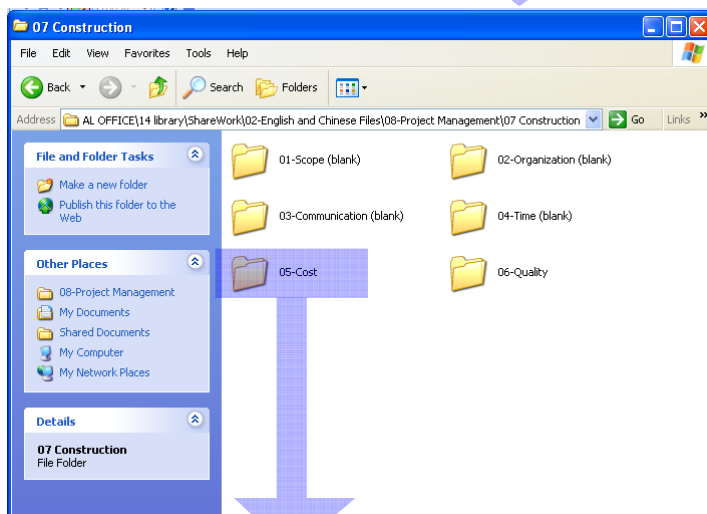 07 Construction
File Edit View Favorites Tools Help
Back Search Folders
Address AL OFFICE\14 library\ShareWork\02-English and Chinese Files\08-Project Management\07 Construction Go Links »
File and Folder Tasks
Make a new folder
Publish this folder to the
Web
Other Places
08-Project Management
My Documents
Shared Documents
My Computer
My Network Places
Details
07 Construction
File Folder
01-Scope (blank)
02-Organization (blank)
03-Communication (blank)
04-Time (blank)
05-Cost
06-Quality